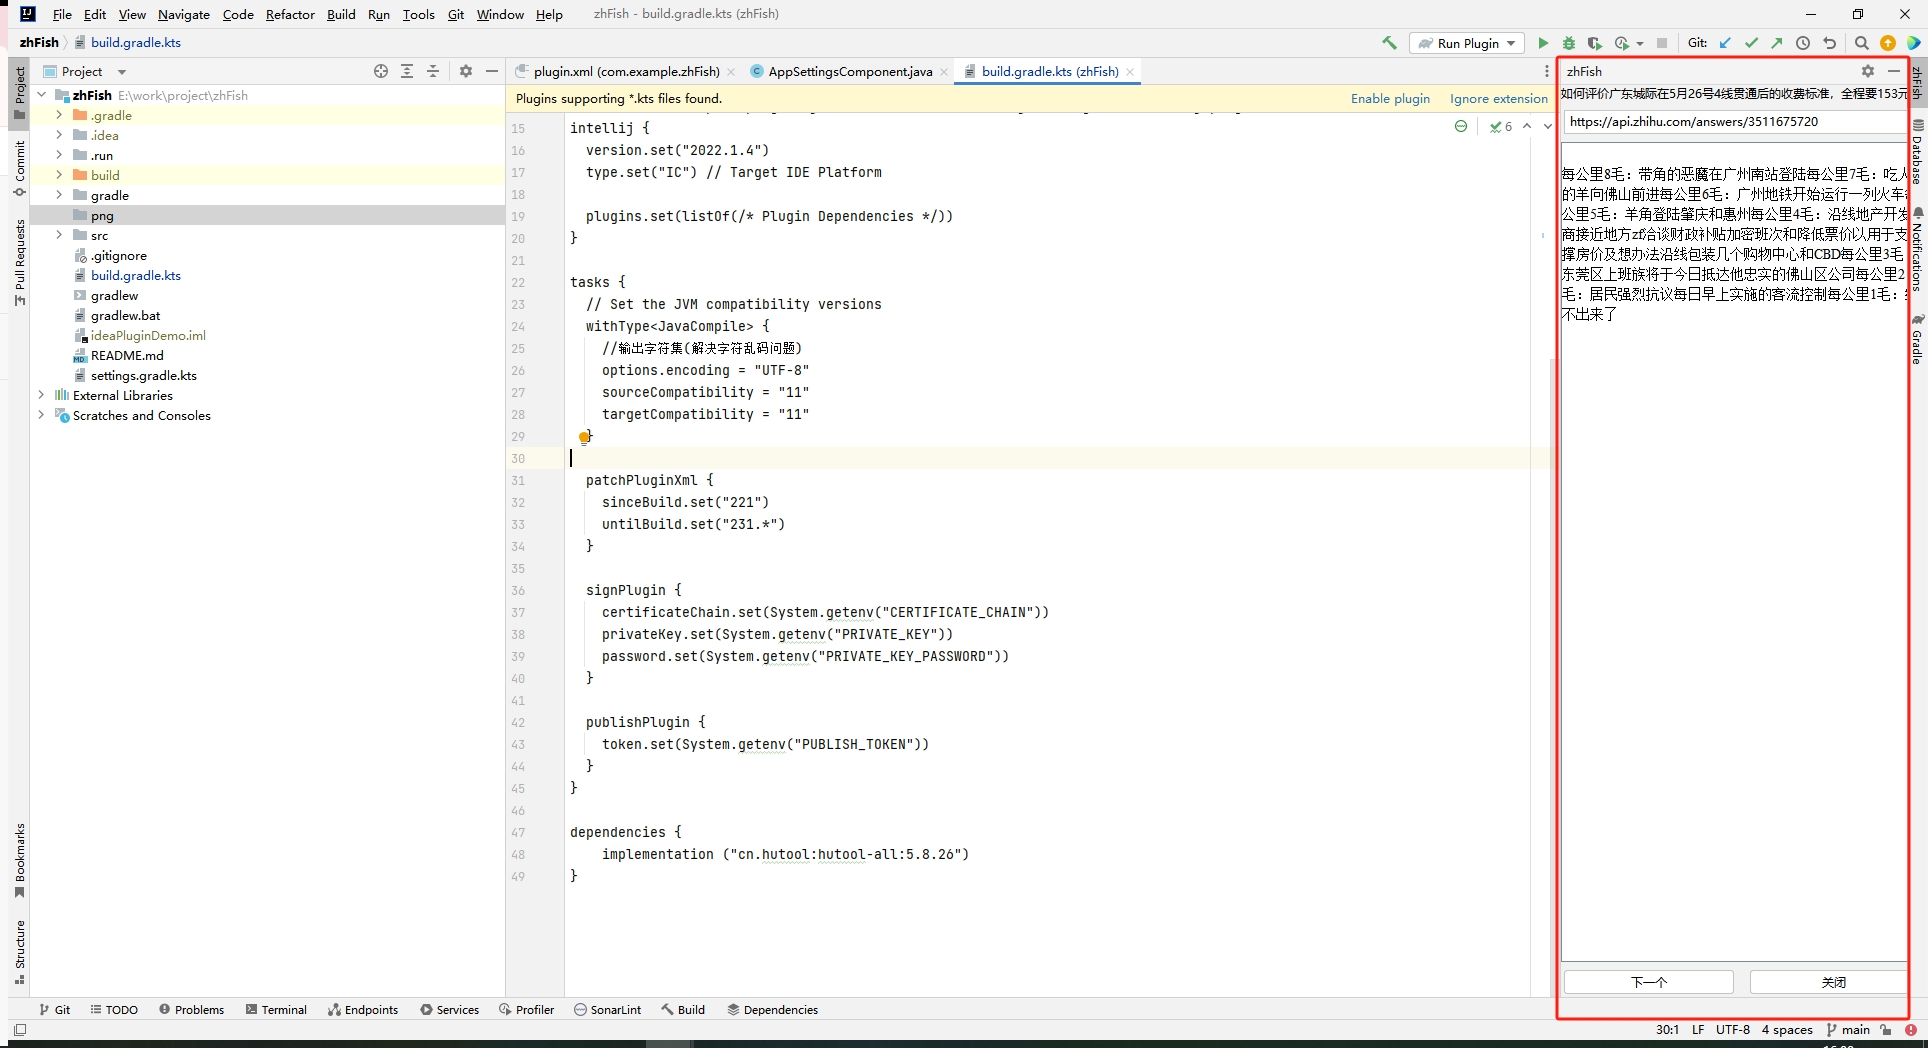 File Edit View Navigate Code Refactor Build Run Tools Git Window Help zhFish - build.gradle.kts (zhFish)
zhFish build.gradle.kts
Run Plugin Git:
Project
plugin.xml (com.example.zhFish) AppSettingsComponent.java build.gradle.kts (zhFish)
Plugins supporting *.kts files found. Enable plugin Ignore extension
Project
Commit
Pull Requests
Bookmarks
Structure
zhFish E:\work\project\zhFish
.gradle
.idea
.run
build
gradle
png
src
.gitignore
build.gradle.kts
gradlew
gradlew.bat
ideaPluginDemo.iml
README.md
settings.gradle.kts
External Libraries
Scratches and Consoles
6
15 intellij {
16 version.set("2022.1.4")
17 type.set("IC") // Target IDE Platform
18
19 plugins.set(listOf(/* Plugin Dependencies */))
20 }
21
22 tasks {
23 // Set the JVM compatibility versions
24 withType<JavaCompile> {
25 //输出字符集(解决字符乱码问题)
26 options.encoding = "UTF-8"
27 sourceCompatibility = "11"
28 targetCompatibility = "11"
29 }
30
31 patchPluginXml {
32 sinceBuild.set("221")
33 untilBuild.set("231.*")
34 }
35
36 signPlugin {
37 certificateChain.set(System.getenv("CERTIFICATE_CHAIN"))
38 privateKey.set(System.getenv("PRIVATE_KEY"))
39 password.set(System.getenv("PRIVATE_KEY_PASSWORD"))
40 }
41
42 publishPlugin {
43 token.set(System.getenv("PUBLISH_TOKEN"))
44 }
45 }
46
47 dependencies {
48 implementation ("cn.hutool:hutool-all:5.8.26")
49 }
zhFish
如何评价广东城际在5月26号4线贯通后的收费标准，全程要153元
https://api.zhihu.com/answers/3511675720
每公里8毛：带角的恶魔在广州南站登陆每公里7毛：吃人
的羊向佛山前进每公里6毛：广州地铁开始运行一列火车每
公里5毛：羊角登陆肇庆和惠州每公里4毛：沿线地产开发
商接近地方zf洽谈财政补贴加密班次和降低票价以用于支
撑房价及想办法沿线包装几个购物中心和CBD每公里3毛：
东莞区上班族将于今日抵达他忠实的佛山区公司每公里2
毛：居民强烈抗议每日早上实施的客流控制每公里1毛：
不出来了
下一个 关闭
zhFish
Database
Notifications
Gradle
Git TODO Problems Terminal Endpoints Services Profiler SonarLint Build Dependencies
30:1 LF UTF-8 4 spaces main